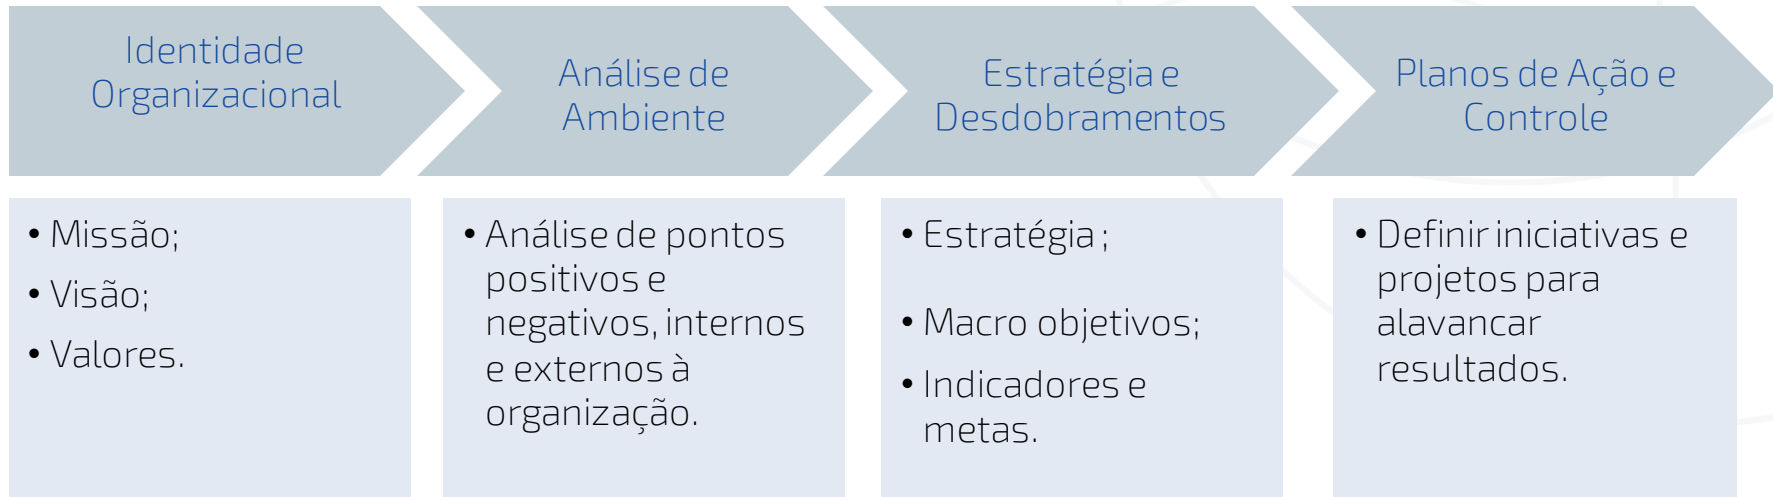 Identidade
Organizacional
Análise de
Ambiente
Estratégia e
Desdobramentos
Planos de Ação e
Controle
• Missão;
• Visão;
• Valores.
• Análise de pontos
positivos e
negativos, internos
e externos à
organização.
• Estratégia ;
• Macro objetivos;
• Indicadores e
metas.
• Definir iniciativas e
projetos para
alavancar
resultados.